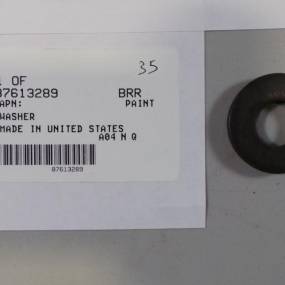 35
1 OF
87613289 BRR
APN: PAINT
WASHER
MADE IN UNITED STATES
A04 N Q
87613289